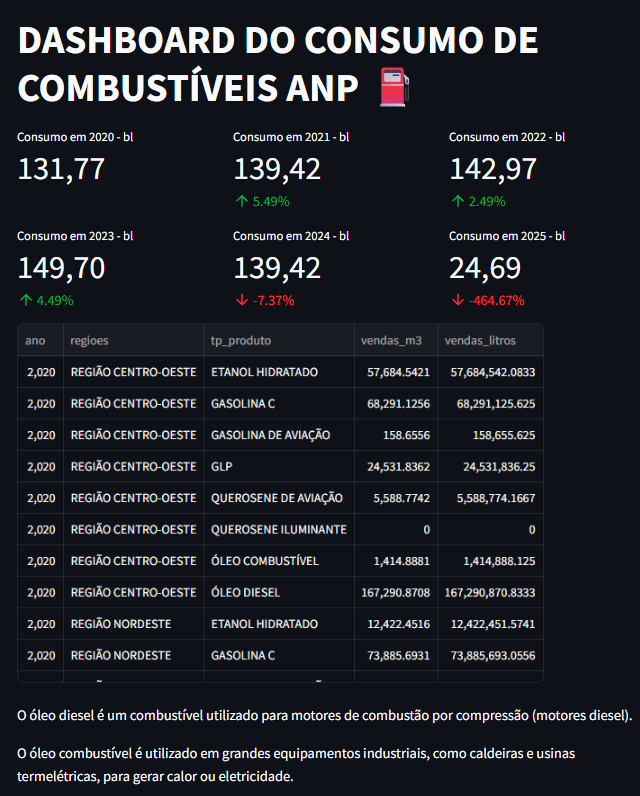 DASHBOARD DO CONSUMO DE
COMBUSTÍVEIS ANP
Consumo em 2020 - bl Consumo em 2021 - bl Consumo em 2022 - bl
131,77 139,42 142,97
↑ 5.49% ↑ 2.49%
Consumo em 2023 - bl Consumo em 2024 - bl Consumo em 2025 - bl
149,70 139,42 24,69
↑ 4.49% ↓ -7.37% ↓ -464.67%
ano regioes tp_produto vendas_m3 vendas_litros
2,020 REGIÃO CENTRO-OESTE ETANOL HIDRATADO 57,684.5421 57,684,542.0833
2,020 REGIÃO CENTRO-OESTE GASOLINA C 68,291.1256 68,291,125.625
2,020 REGIÃO CENTRO-OESTE GASOLINA DE AVIAÇÃO 158.6556 158,655.625
2,020 REGIÃO CENTRO-OESTE GLP 24,531.8362 24,531,836.25
2,020 REGIÃO CENTRO-OESTE QUEROSENE DE AVIAÇÃO 5,588.7742 5,588,774.1667
2,020 REGIÃO CENTRO-OESTE QUEROSENE ILUMINANTE 0 0
2,020 REGIÃO CENTRO-OESTE ÓLEO COMBUSTÍVEL 1,414.8881 1,414,888.125
2,020 REGIÃO CENTRO-OESTE ÓLEO DIESEL 167,290.8708 167,290,870.8333
2,020 REGIÃO NORDESTE ETANOL HIDRATADO 12,422.4516 12,422,451.5741
2,020 REGIÃO NORDESTE GASOLINA C 73,885.6931 73,885,693.0556
O óleo diesel é um combustível utilizado para motores de combustão por compressão (motores diesel).
O óleo combustível é utilizado em grandes equipamentos industriais, como caldeiras e usinas
termelétricas, para gerar calor ou eletricidade.